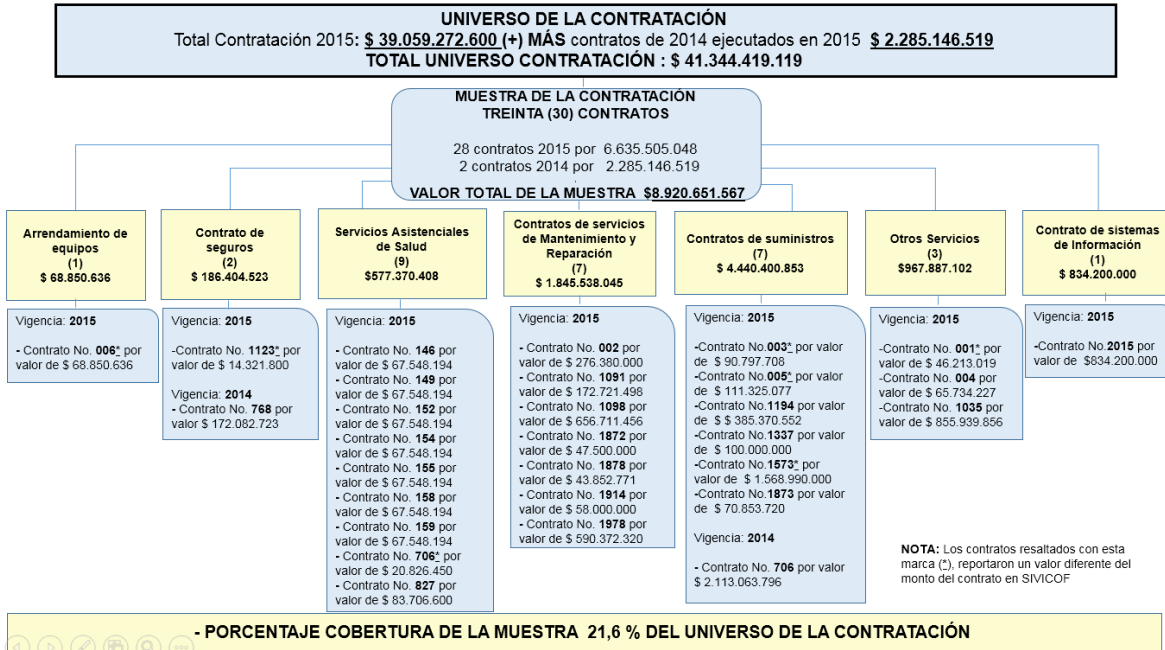 UNIVERSO DE LA CONTRATACIÓN
Total Contratación 2015: $ 39.059.272.600 (+) MÁS contratos de 2014 ejecutados en 2015 $ 2.285.146.519
TOTAL UNIVERSO CONTRATACIÓN : $ 41.344.419.119
MUESTRA DE LA CONTRATACIÓN
TREINTA (30) CONTRATOS
28 contratos 2015 por 6.635.505.048
2 contratos 2014 por 2.285.146.519
VALOR TOTAL DE LA MUESTRA $8.920.651.567
Arrendamiento de
equipos
(1)
$ 68.850.636
Vigencia: 2015
- Contrato No. 006* por
valor de $ 68.850.636
Contrato de
seguros
(2)
$ 186.404.523
Vigencia: 2015
-Contrato No. 1123* por
valor de $ 14.321.800
Vigencia: 2014
- Contrato No. 768 por
valor $ 172.082.723
Servicios Asistenciales
de Salud
(9)
$577.370.408
Vigencia: 2015
- Contrato No. 146 por
valor de $ 67.548.194
- Contrato No. 149 por
valor de $ 67.548.194
- Contrato No. 152 por
valor de $ 67.548.194
- Contrato No. 154 por
valor de $ 67.548.194
- Contrato No. 155 por
valor de $ 67.548.194
- Contrato No. 158 por
valor de $ 67.548.194
- Contrato No. 159 por
valor de $ 67.548.194
- Contrato No. 706* por
valor de $ 20.826.450
- Contrato No. 827 por
valor de $ 83.706.600
Contratos de servicios
de Mantenimiento y
Reparación
(7)
$ 1.845.538.045
Vigencia: 2015
- Contrato No. 002 por
valor de $ 276.380.000
- Contrato No. 1091 por
valor de $ 172.721.498
- Contrato No. 1098 por
valor de $ 656.711.456
- Contrato No. 1872 por
valor de $ 47.500.000
- Contrato No. 1878 por
valor de $ 43.852.771
- Contrato No. 1914 por
valor de $ 58.000.000
- Contrato No. 1978 por
valor de $ 590.372.320
Contratos de suministros
(7)
$ 4.440.400.853
Vigencia: 2015
-Contrato No.003* por valor
de $ 90.797.708
-Contrato No.005* por valor
de $ 111.325.077
-Contrato No.1194 por valor
de $ $ 385.370.552
-Contrato No.1337 por valor
de $ 100.000.000
-Contrato No.1573* por
valor de $ 1.568.990.000
-Contrato No.1873 por valor
de $ 70.853.720
Vigencia: 2014
- Contrato No. 706 por valor
$ 2.113.063.796
Otros Servicios
(3)
$967.887.102
Vigencia: 2015
-Contrato No. 001* por
valor de $ 46.213.019
-Contrato No. 004 por
valor de $ 65.734.227
-Contrato No. 1035 por
valor de $ 855.939.856
Contrato de sistemas
de Información
(1)
$ 834.200.000
Vigencia: 2015
-Contrato No.2015 por
valor de $834.200.000
NOTA: Los contratos resaltados con esta
marca (*), reportaron un valor diferente del
monto del contrato en SIVICOF
- PORCENTAJE COBERTURA DE LA MUESTRA 21,6 % DEL UNIVERSO DE LA CONTRATACIÓN